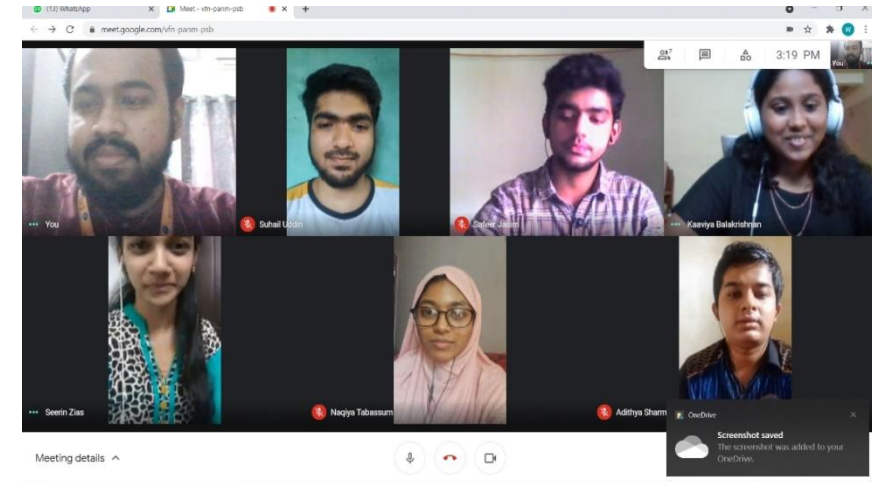 (13) WhatsApp
Meet - vfn-panm-psb
meet.google.com/vfn-panm-psb
7
3:19 PM
You
You
Suhail Uddin
Safeer Jasim
Kaaviya Balakrishnan
Seerin Zias
Naqiya Tabassum
Adithya Sharm
OneDrive
Screenshot saved
The screenshot was added to your
OneDrive.
Meeting details
W